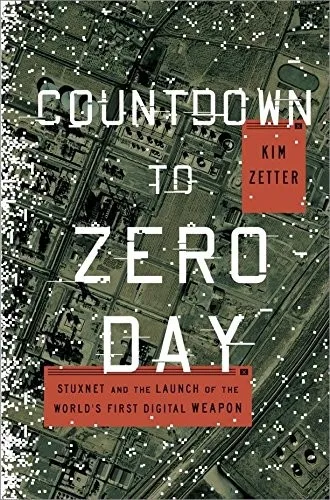 COUNTDOWN
KIM
ZETTER
TO
ZERO
DAY
STUXNET AND THE LAUNCH OF THE
WORLD'S FIRST DIGITAL WEAPON